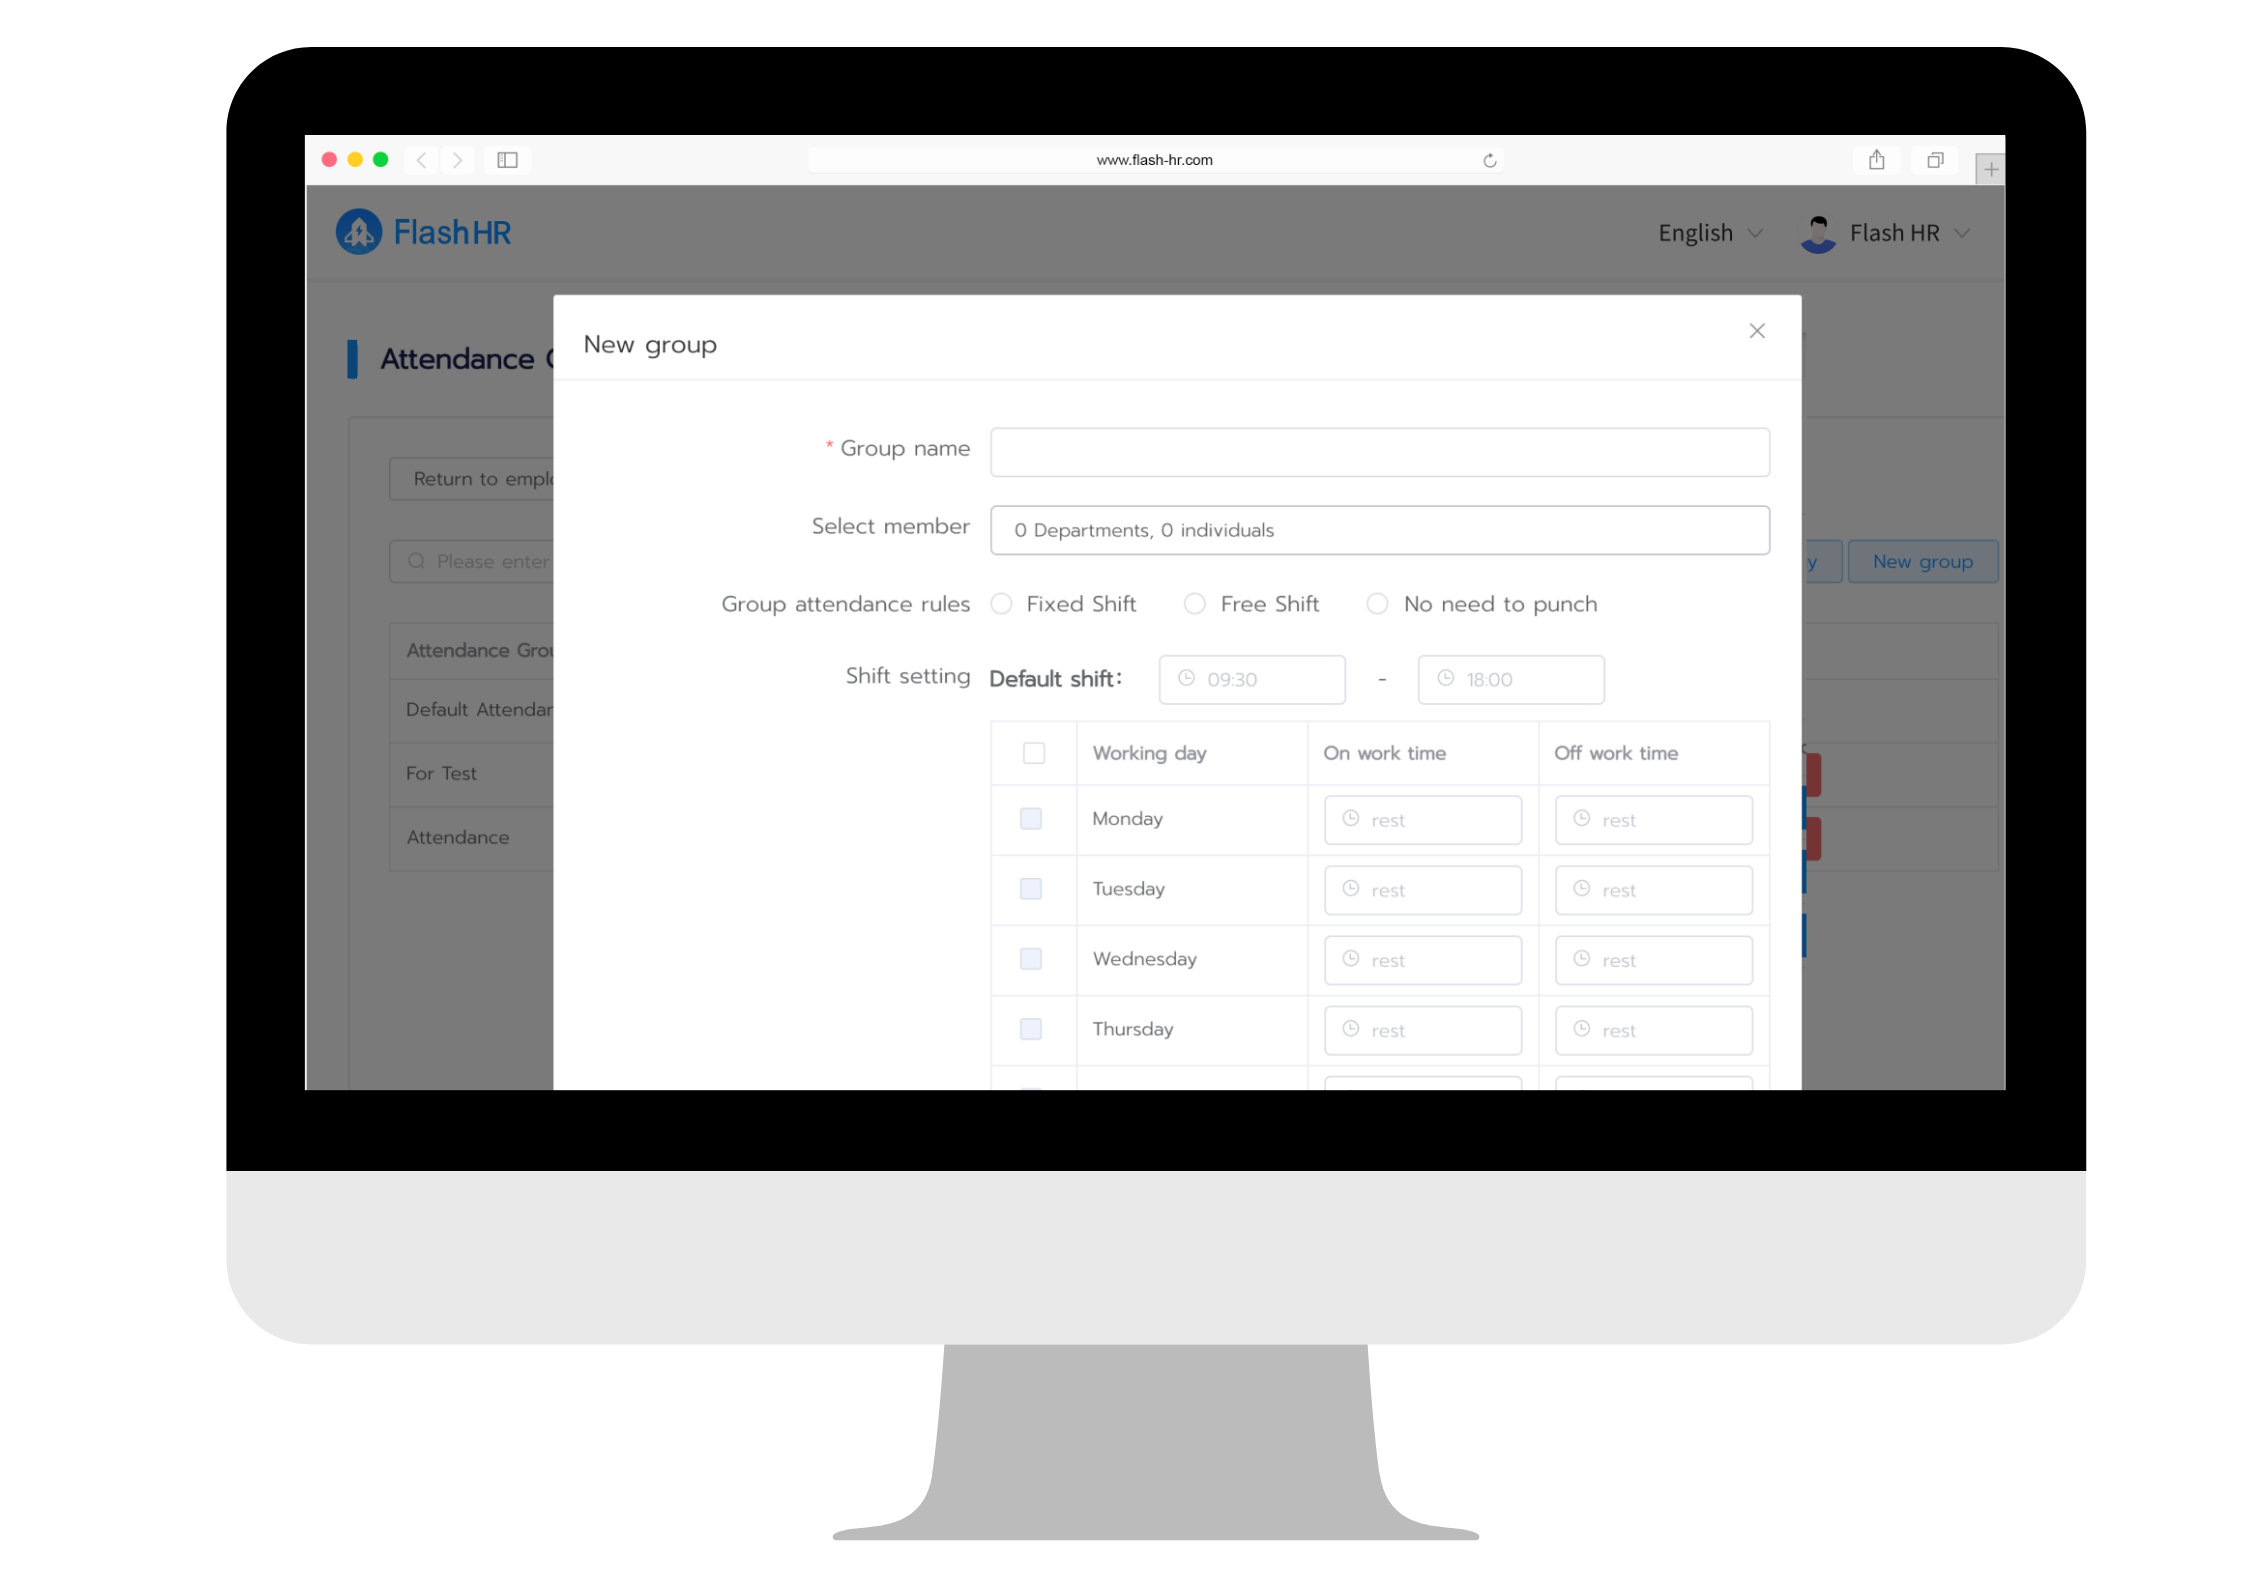 www.flash-hr.com
FlashHR
English
Flash HR
New group
Attendance
* Group name
Return to
Select member
0 Departments, 0 individuals
Please enter
New group
Group attendance rules
Fixed Shift
Free Shift
No need to punch
Attendance
Shift setting
Default shift:
09:30
-
18:00
Default
Working day
On work time
Off work time
For Test
Monday
rest
rest
Attendance
Tuesday
rest
rest
Wednesday
rest
rest
Thursday
rest
rest